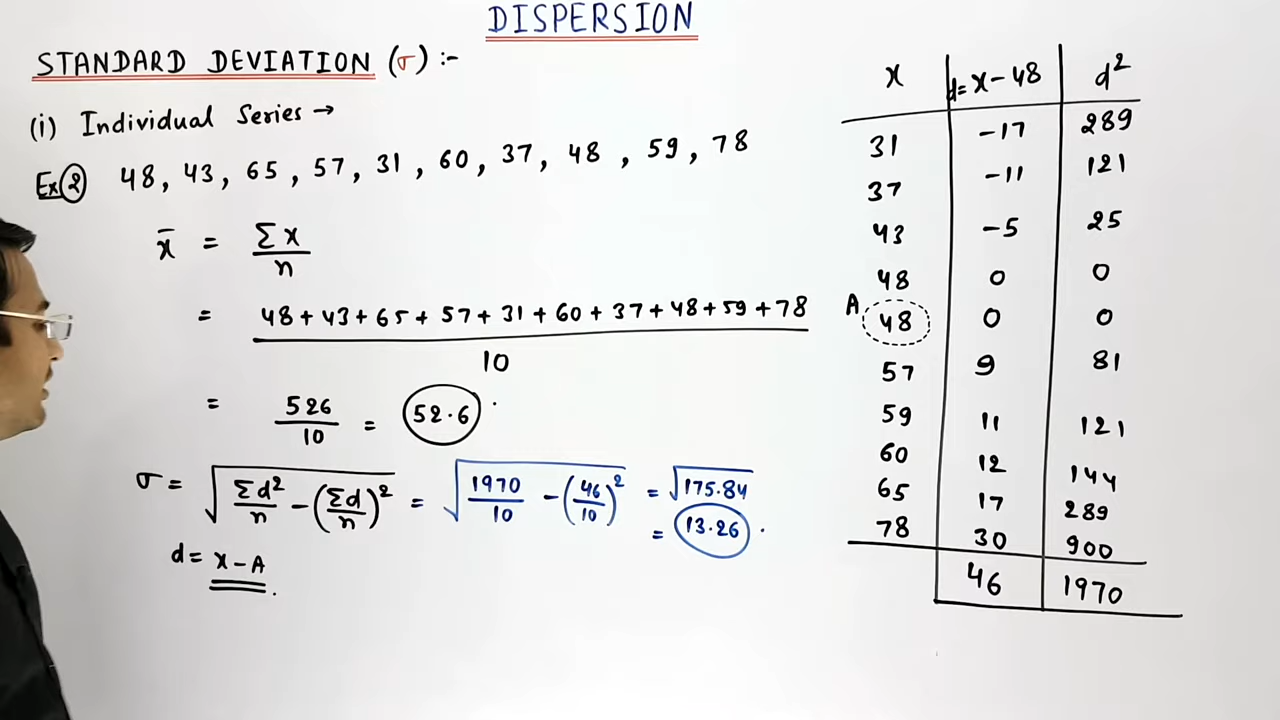 DISPERSION
STANDARD DEVIATION (σ) :-
(i) Individual Series →
Ex② 48, 43, 65, 57, 31, 60, 37, 48, 59, 78
x̄ = Σx/n
= 48+43+65+57+31+60+37+48+59+78 / 10
= 526/10 = 52.6
σ = √(Σd²/n − (Σd/n)²) = √(1970/10 − (46/10)²) = √175.84
= 13.26
d = x − A
x d=x−48 d²
31 −17 289
37 −11 121
43 −5 25
48 0 0
A 48 0 0
57 9 81
59 11 121
60 12 144
65 17 289
78 30 900
46 1970